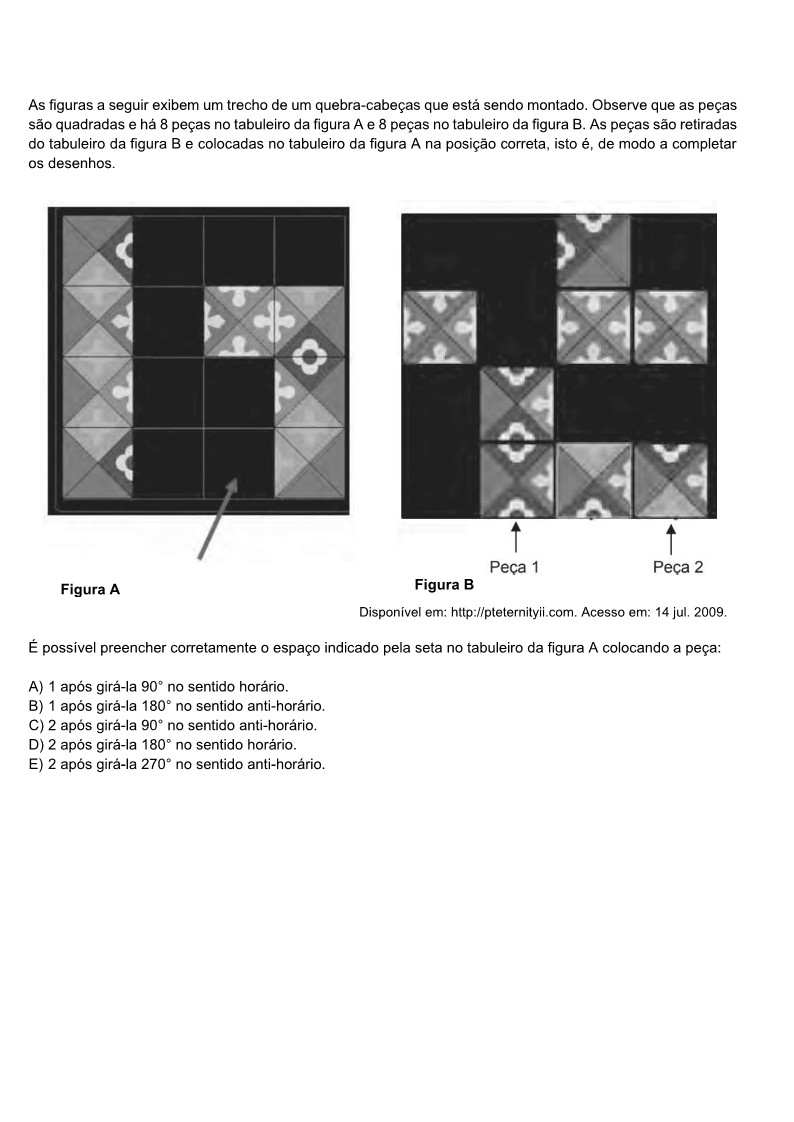 As figuras a seguir exibem um trecho de um quebra-cabeças que está sendo montado. Observe que as peças
são quadradas e há 8 peças no tabuleiro da figura A e 8 peças no tabuleiro da figura B. As peças são retiradas
do tabuleiro da figura B e colocadas no tabuleiro da figura A na posição correta, isto é, de modo a completar
os desenhos.
Peça 1
Peça 2
Figura A
Figura B
Disponível em: http://pteternityii.com. Acesso em: 14 jul. 2009.
É possível preencher corretamente o espaço indicado pela seta no tabuleiro da figura A colocando a peça:
A) 1 após girá-la 90° no sentido horário.
B) 1 após girá-la 180° no sentido anti-horário.
C) 2 após girá-la 90° no sentido anti-horário.
D) 2 após girá-la 180° no sentido horário.
E) 2 após girá-la 270° no sentido anti-horário.